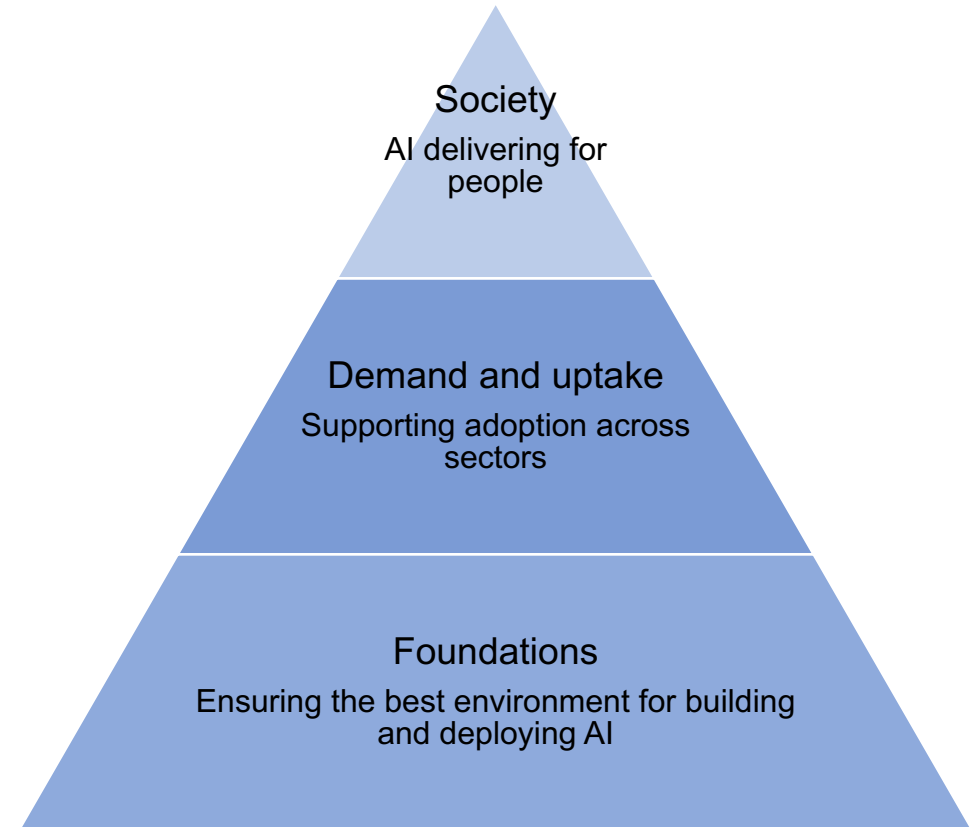 Society
AI delivering for
people
Demand and uptake
Supporting adoption across
sectors
Foundations
Ensuring the best environment for building
and deploying AI